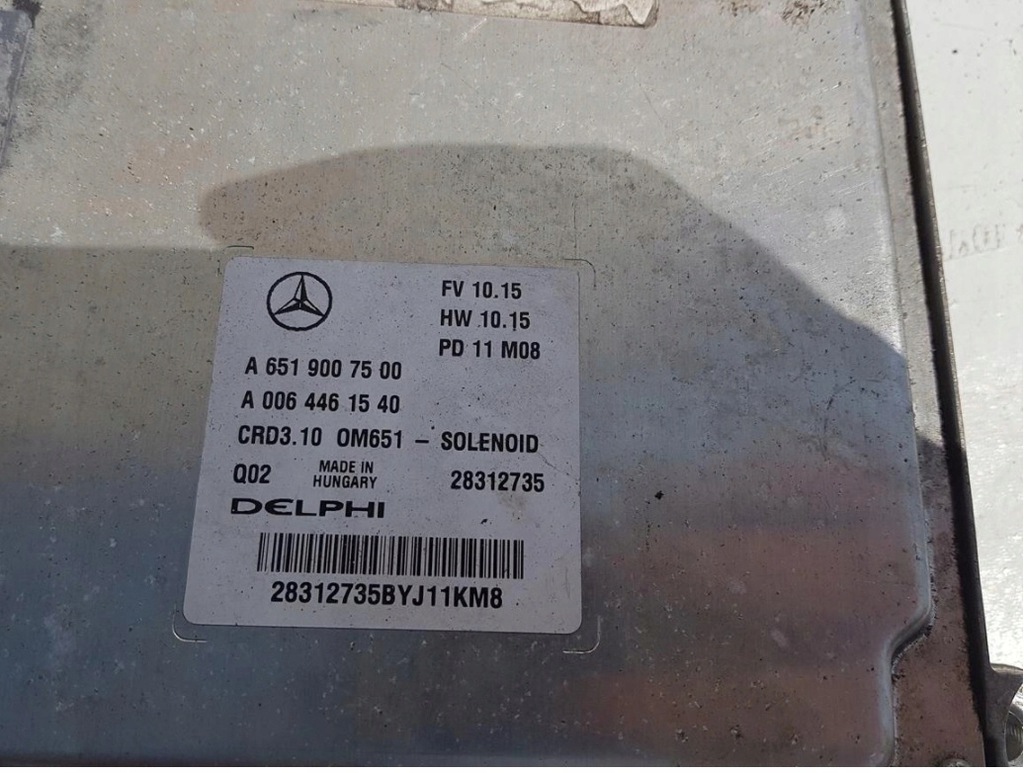 FV 10.15
HW 10.15
PD 11 M08
A 651 900 75 00
A 006 446 15 40
CRD3.10 OM651 - SOLENOID
Q02 MADE IN HUNGARY 28312735
DELPHI
28312735BYJ11KM8